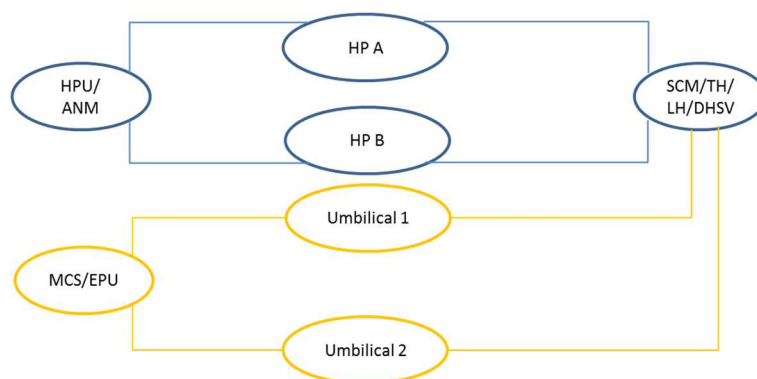 HP A
HPU/
ANM
SCM/TH/
LH/DHSV
HP B
Umbilical 1
MCS/EPU
Umbilical 2